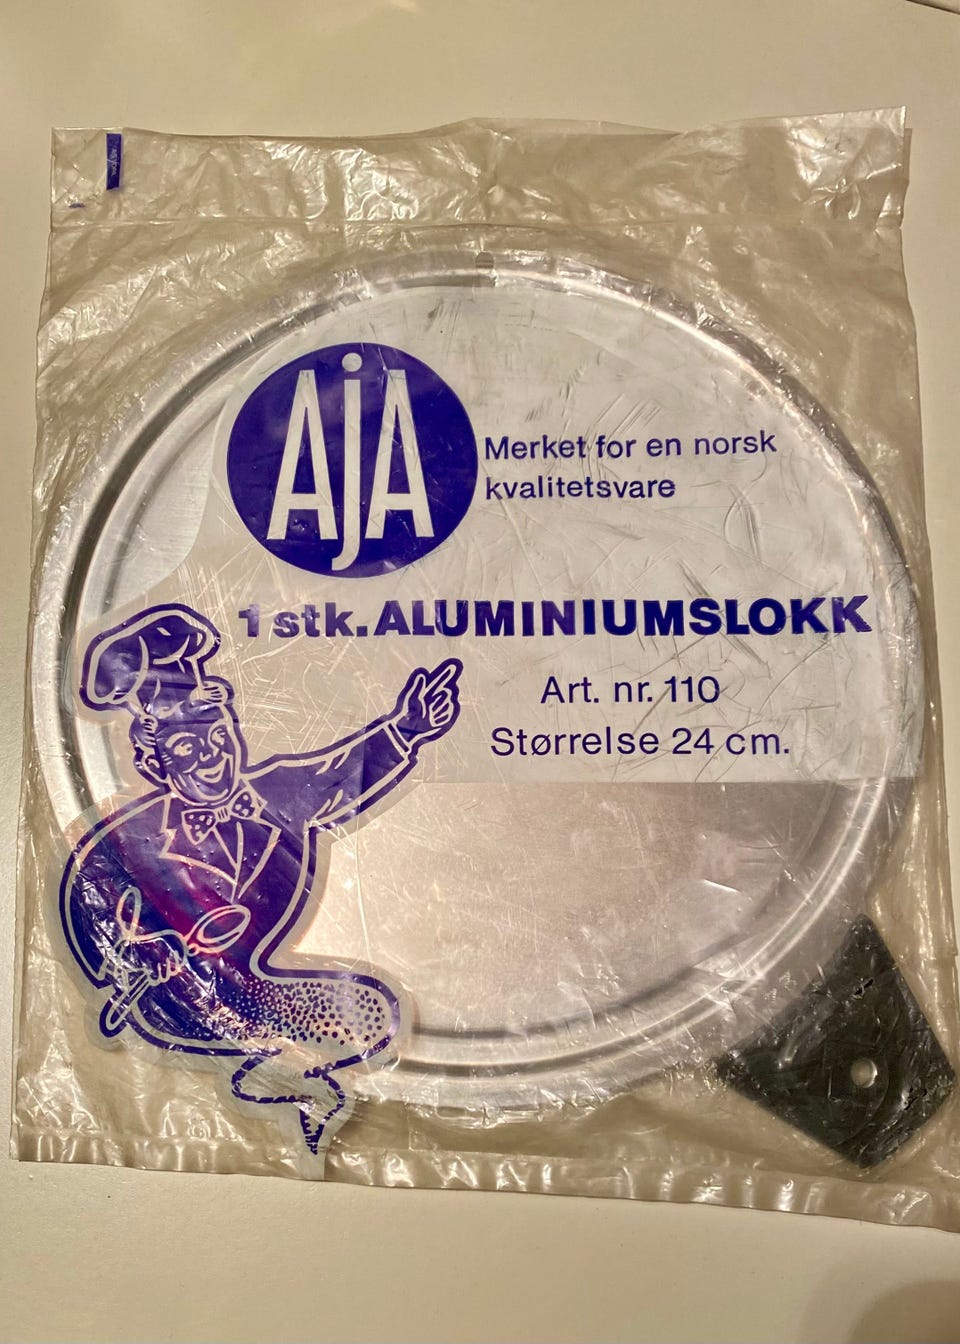 AjA
Merket for en norsk
kvalitetsvare
1 stk. ALUMINIUMSLOKK
Art. nr. 110
Størrelse 24 cm.